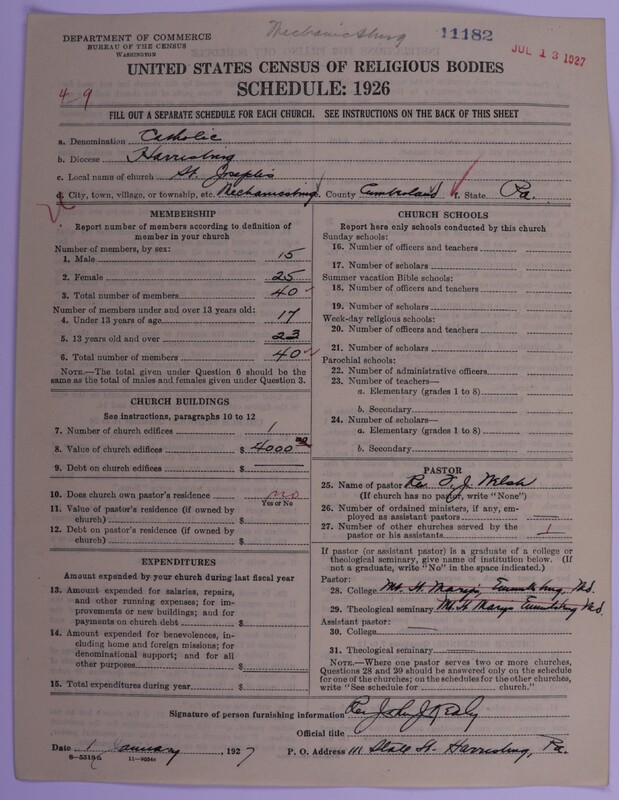 Mechanicsburg
11182
JUL 13 1927
DEPARTMENT OF COMMERCE
BUREAU OF THE CENSUS
WASHINGTON
UNITED STATES CENSUS OF RELIGIOUS BODIES
SCHEDULE: 1926
4 9
FILL OUT A SEPARATE SCHEDULE FOR EACH CHURCH. SEE INSTRUCTIONS ON THE BACK OF THIS SHEET
a. Denomination Catholic
b. Diocese Harrisburg
c. Local name of church St. Joseph's
d. City, town, village, or township, etc. Mechanicsburg e. County Cumberland f. State Pa.
MEMBERSHIP
Report number of members according to definition of
member in your church
Number of members, by sex:
1. Male 15
2. Female 25
3. Total number of members 40
Number of members under and over 13 years old:
4. Under 13 years of age 17
5. 13 years old and over 23
6. Total number of members 40
NOTE.—The total given under Question 6 should be
the same as the total of males and females given under Question 3.
CHURCH BUILDINGS
See instructions, paragraphs 10 to 12
7. Number of church edifices 1
8. Value of church edifices $ 4000 00
9. Debt on church edifices $
10. Does church own pastor's residence no
Yes or No
11. Value of pastor's residence (if owned by
church) $
12. Debt on pastor's residence (if owned by
church) $
EXPENDITURES
Amount expended by your church during last fiscal year
13. Amount expended for salaries, repairs,
and other running expenses; for im-
provements or new buildings; and for
payments on church debt $
14. Amount expended for benevolences, in-
cluding home and foreign missions; for
denominational support; and for all
other purposes $
15. Total expenditures during year $
CHURCH SCHOOLS
Report here only schools conducted by this church
Sunday schools:
16. Number of officers and teachers
17. Number of scholars
Summer vacation Bible schools:
18. Number of officers and teachers
19. Number of scholars
Week-day religious schools:
20. Number of officers and teachers
21. Number of scholars
Parochial schools:
22. Number of administrative officers
23. Number of teachers—
a. Elementary (grades 1 to 8)
b. Secondary
24. Number of scholars—
a. Elementary (grades 1 to 8)
b. Secondary
PASTOR
25. Name of pastor Rev. T. J. Welsh
(If church has no pastor, write "None")
26. Number of ordained ministers, if any, em-
ployed as assistant pastors
27. Number of other churches served by the
pastor or his assistants 1
If pastor (or assistant pastor) is a graduate of a college or
theological seminary, give name of institution below. (If
not a graduate, write "No" in the space indicated.)
Pastor:
28. College Mt. St. Marys, Emmitsburg, Md.
29. Theological seminary Mt. St. Marys Emmitsburg Md.
Assistant pastor:
30. College
31. Theological seminary
NOTE.—Where one pastor serves two or more churches,
Questions 28 and 29 should be answered only on the schedule
for one of the churches; on the schedules for the other churches,
write "See schedule for church."
Signature of person furnishing information Rev John J Kealy
Official title
Date 1 January, 1927 P. O. Address 111 State St. Harrisburg, Pa.